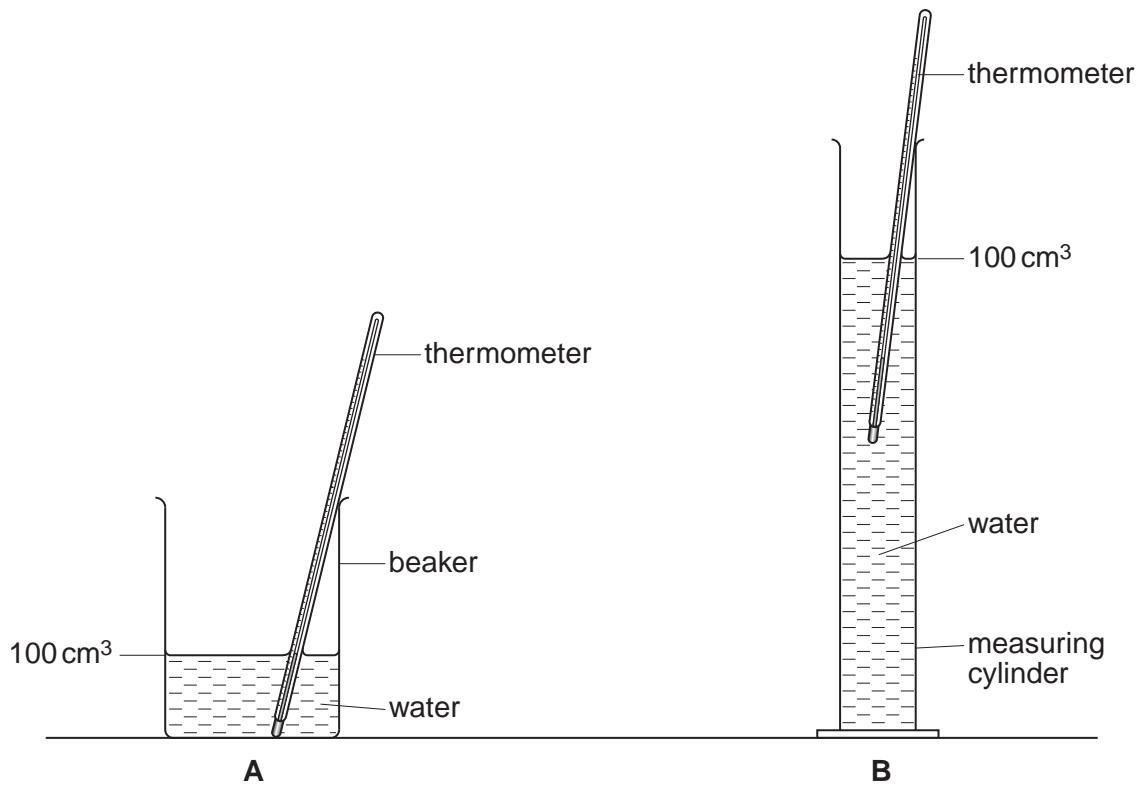 thermometer
100 cm³
water
measuring
cylinder
B
thermometer
beaker
100 cm³
water
A